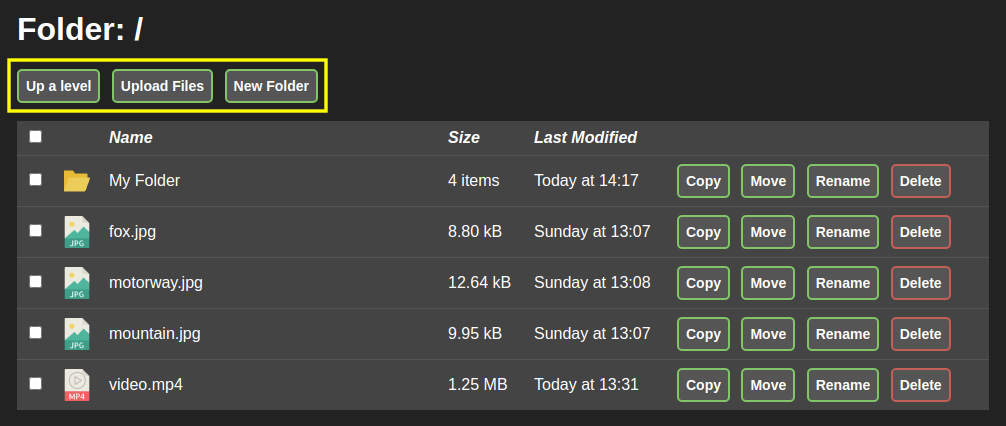 Folder: /
Up a level Upload Files New Folder
Name Size Last Modified
My Folder 4 items Today at 14:17 Copy Move Rename Delete
JPG fox.jpg 8.80 kB Sunday at 13:07 Copy Move Rename Delete
JPG motorway.jpg 12.64 kB Sunday at 13:08 Copy Move Rename Delete
JPG mountain.jpg 9.95 kB Sunday at 13:07 Copy Move Rename Delete
MP4 video.mp4 1.25 MB Today at 13:31 Copy Move Rename Delete